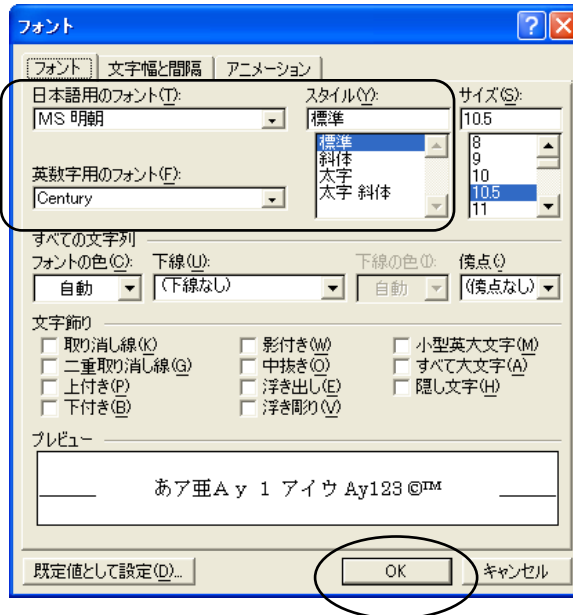 フォント
フォント 文字幅と間隔 アニメーション
日本語用のフォント(T): スタイル(Y): サイズ(S):
MS 明朝 標準 10.5
標準 8
斜体 9
太字 10
太字 斜体 10.5
11
英数字用のフォント(F):
Century
すべての文字列
フォントの色(C): 下線(U): 下線の色(I): 傍点(:)
自動 (下線なし) 自動 (傍点なし)
文字飾り
取り消し線(K) 影付き(W) 小型英大文字(M)
二重取り消し線(G) 中抜き(O) すべて大文字(A)
上付き(P) 浮き出し(E) 隠し文字(H)
下付き(B) 浮き彫り(V)
プレビュー
あア亜Ay 1 アイウ Ay123 ©™
既定値として設定(D)... OK キャンセル